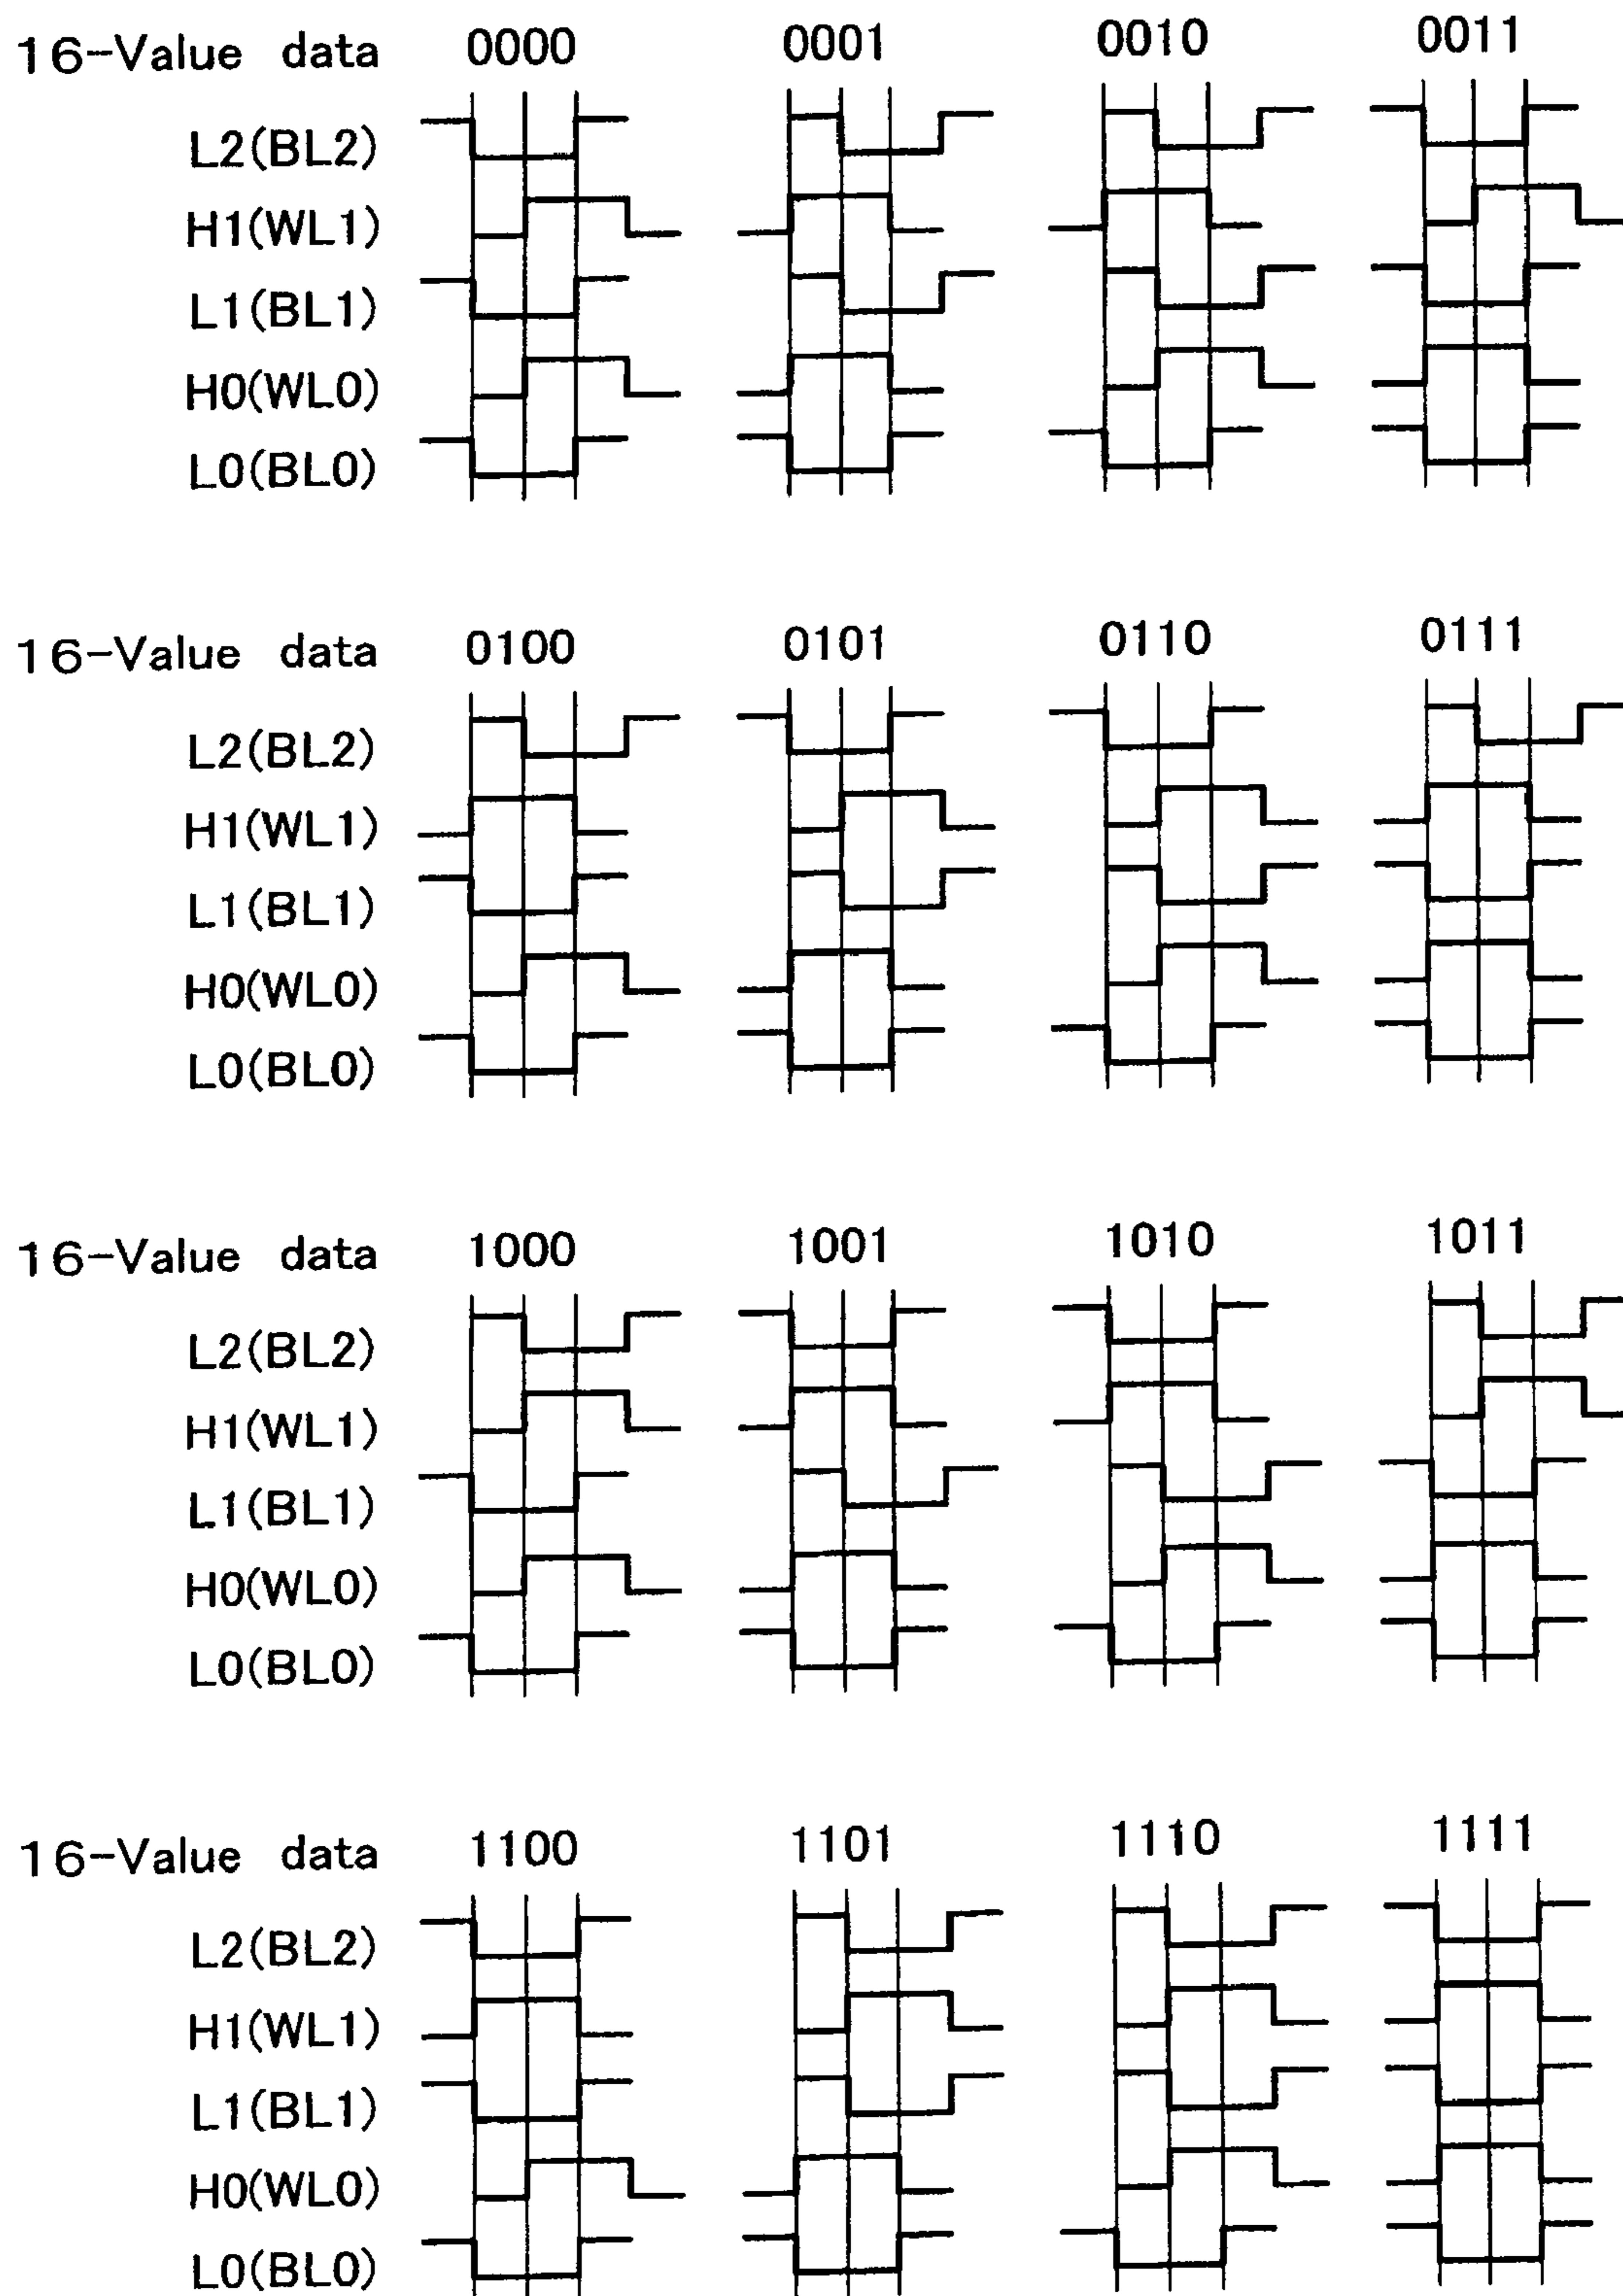 16-Value data 0000 0001 0010 0011
L2(BL2)
H1(WL1)
L1(BL1)
H0(WL0)
L0(BL0)
16-Value data 0100 0101 0110 0111
L2(BL2)
H1(WL1)
L1(BL1)
H0(WL0)
L0(BL0)
16-Value data 1000 1001 1010 1011
L2(BL2)
H1(WL1)
L1(BL1)
H0(WL0)
L0(BL0)
16-Value data 1100 1101 1110 1111
L2(BL2)
H1(WL1)
L1(BL1)
H0(WL0)
L0(BL0)